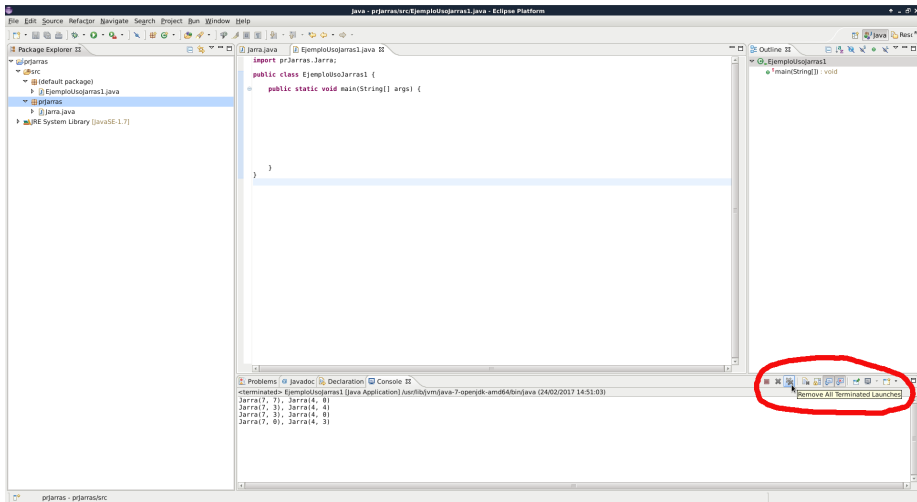 Java - prJarras/src/EjemploUsoJarras1.java - Eclipse Platform
File Edit Source Refactor Navigate Search Project Run Window Help
Java
Package Explorer
Jarra.java
EjemploUsoJarras1.java
Outline
prJarras
src
(default package)
EjemploUsoJarras1.java
prJarras
Jarra.java
JRE System Library [JavaSE-1.7]
import prJarras.Jarra;
public class EjemploUsoJarras1 {
public static void main(String[] args) {
}
}
EjemploUsoJarras1
main(String[]) : void
Problems Javadoc Declaration Console
<terminated> EjemploUsoJarras1 [Java Application] /usr/lib/jvm/java-7-openjdk-amd64/bin/java (24/02/2017 14:51:03)
Jarra(7, 7), Jarra(4, 0)
Jarra(7, 3), Jarra(4, 4)
Jarra(7, 3), Jarra(4, 0)
Jarra(7, 0), Jarra(4, 3)
Remove All Terminated Launches
prJarras - prJarras/src